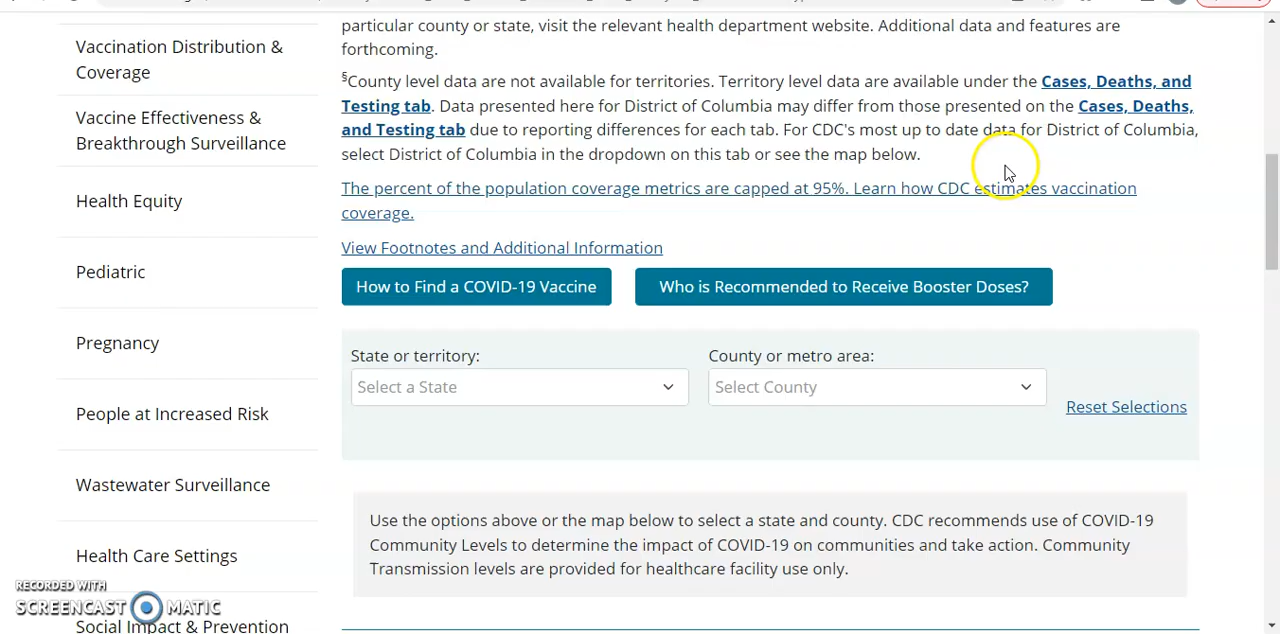 particular county or state, visit the relevant health department website. Additional data and features are
forthcoming.
§County level data are not available for territories. Territory level data are available under the Cases, Deaths, and
Testing tab. Data presented here for District of Columbia may differ from those presented on the Cases, Deaths,
and Testing tab due to reporting differences for each tab. For CDC's most up to date data for District of Columbia,
select District of Columbia in the dropdown on this tab or see the map below.
The percent of the population coverage metrics are capped at 95%. Learn how CDC estimates vaccination
coverage.
View Footnotes and Additional Information
How to Find a COVID-19 Vaccine
Who is Recommended to Receive Booster Doses?
State or territory:
County or metro area:
Select a State
Select County
Reset Selections
Use the options above or the map below to select a state and county. CDC recommends use of COVID-19
Community Levels to determine the impact of COVID-19 on communities and take action. Community
Transmission levels are provided for healthcare facility use only.
Vaccination Distribution &
Coverage
Vaccine Effectiveness &
Breakthrough Surveillance
Health Equity
Pediatric
Pregnancy
People at Increased Risk
Wastewater Surveillance
Health Care Settings
Social Impact & Prevention
RECORDED WITH
SCREENCAST MATIC